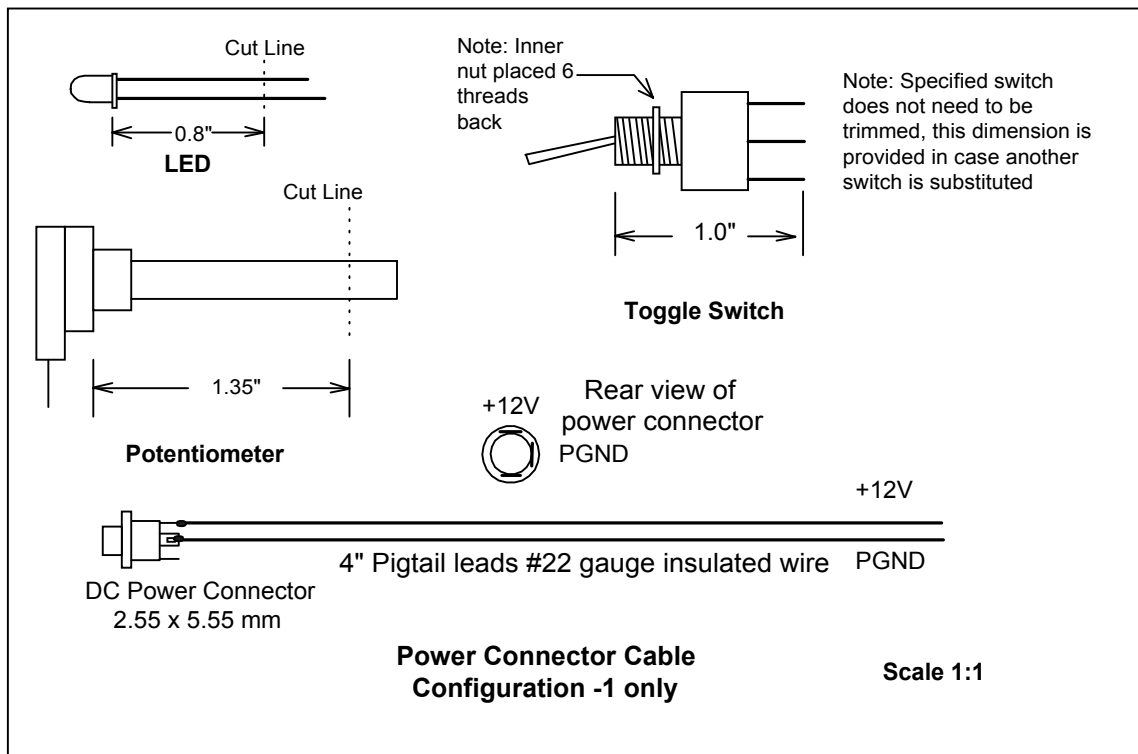 Cut Line
0.8"
LED
Note: Inner
nut placed 6
threads
back
Note: Specified switch
does not need to be
trimmed, this dimension is
provided in case another
switch is substituted
1.0"
Toggle Switch
Cut Line
1.35"
Potentiometer
Rear view of
power connector
+12V
PGND
+12V
4" Pigtail leads #22 gauge insulated wire
PGND
DC Power Connector
2.55 x 5.55 mm
Power Connector Cable
Configuration -1 only
Scale 1:1